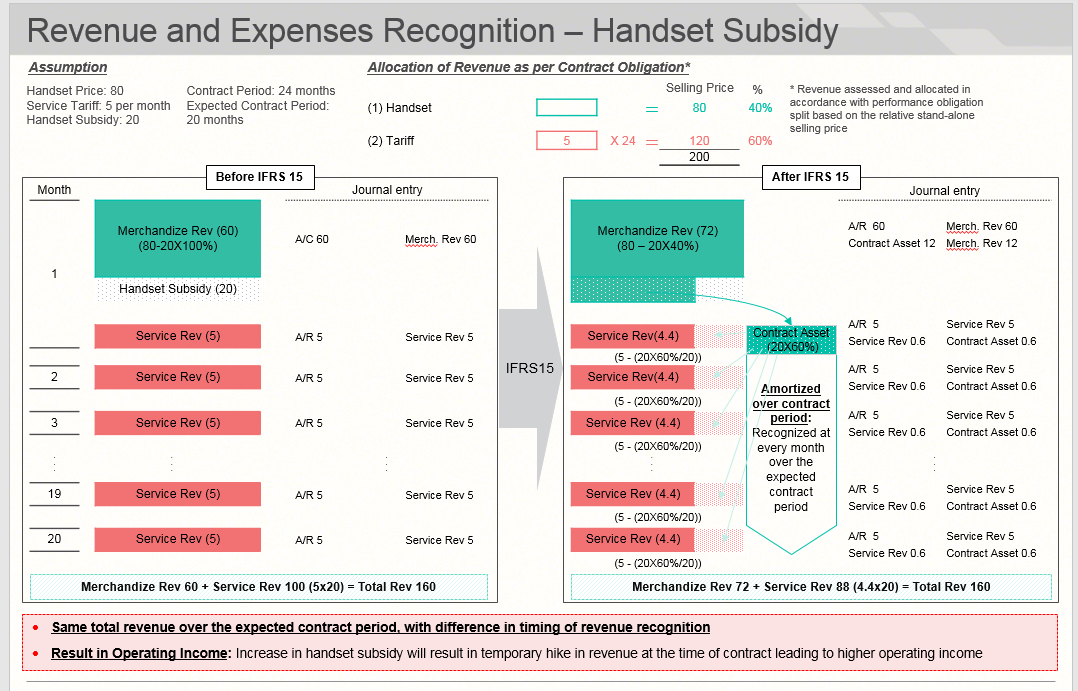 Revenue and Expenses Recognition – Handset Subsidy
Assumption
Handset Price: 80
Service Tariff: 5 per month
Handset Subsidy: 20
Contract Period: 24 months
Expected Contract Period:
20 months
Allocation of Revenue as per Contract Obligation*
Selling Price %
(1) Handset = 80 40%
(2) Tariff 5 X 24 = 120 60%
200
* Revenue assessed and allocated in
accordance with performance obligation
split based on the relative stand-alone
selling price
Before IFRS 15
Month
Journal entry
1
Merchandize Rev (60)
(80-20X100%)
A/C 60 Merch. Rev 60
Handset Subsidy (20)
Service Rev (5) A/R 5 Service Rev 5
2 Service Rev (5) A/R 5 Service Rev 5
3 Service Rev (5) A/R 5 Service Rev 5
19 Service Rev (5) A/R 5 Service Rev 5
20 Service Rev (5) A/R 5 Service Rev 5
Merchandize Rev 60 + Service Rev 100 (5x20) = Total Rev 160
IFRS15
After IFRS 15
Journal entry
Merchandize Rev (72)
(80 – 20X40%)
A/R 60 Merch. Rev 60
Contract Asset 12 Merch. Rev 12
Contract Asset
(20X60%)
Amortized
over contract
period:
Recognized at
every month
over the
expected
contract
period
Service Rev(4.4) A/R 5 Service Rev 5
(5 - (20X60%/20)) Service Rev 0.6 Contract Asset 0.6
Service Rev(4.4) A/R 5 Service Rev 5
(5 - (20X60%/20)) Service Rev 0.6 Contract Asset 0.6
Service Rev (4.4) A/R 5 Service Rev 5
(5 - (20X60%/20)) Service Rev 0.6 Contract Asset 0.6
Service Rev (4.4) A/R 5 Service Rev 5
(5 - (20X60%/20)) Service Rev 0.6 Contract Asset 0.6
Service Rev (4.4) A/R 5 Service Rev 5
(5 - (20X60%/20)) Service Rev 0.6 Contract Asset 0.6
Merchandize Rev 72 + Service Rev 88 (4.4x20) = Total Rev 160
• Same total revenue over the expected contract period, with difference in timing of revenue recognition
• Result in Operating Income: Increase in handset subsidy will result in temporary hike in revenue at the time of contract leading to higher operating income